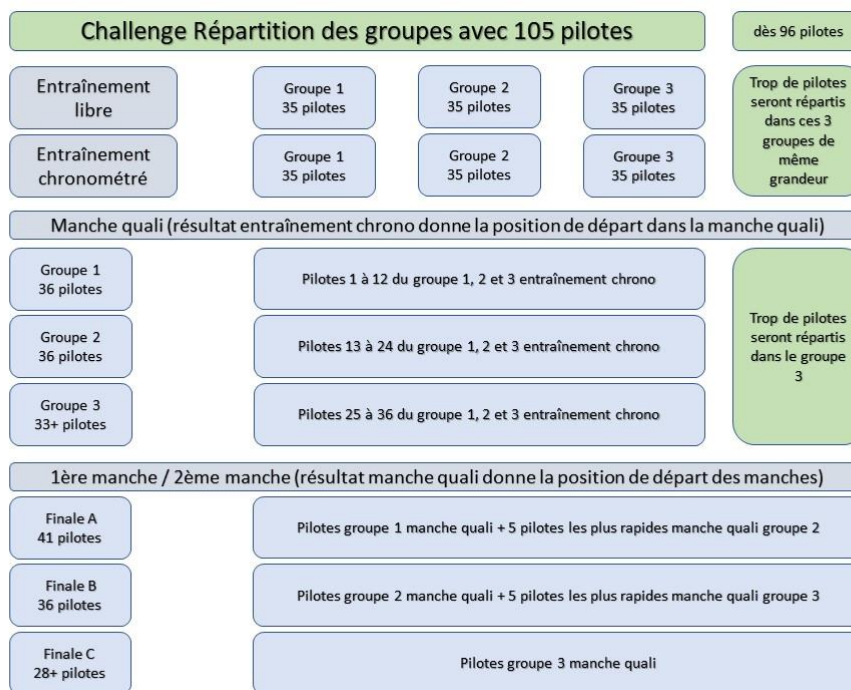 Challenge Répartition des groupes avec 105 pilotes
dès 96 pilotes
Entraînement
libre
Groupe 1
35 pilotes
Groupe 2
35 pilotes
Groupe 3
35 pilotes
Trop de pilotes
seront répartis
dans ces 3
groupes de
même
grandeur
Entraînement
chronométré
Groupe 1
35 pilotes
Groupe 2
35 pilotes
Groupe 3
35 pilotes
Manche quali (résultat entraînement chrono donne la position de départ dans la manche quali)
Groupe 1
36 pilotes
Pilotes 1 à 12 du groupe 1, 2 et 3 entraînement chrono
Trop de pilotes
seront répartis
dans le groupe
3
Groupe 2
36 pilotes
Pilotes 13 à 24 du groupe 1, 2 et 3 entraînement chrono
Groupe 3
33+ pilotes
Pilotes 25 à 36 du groupe 1, 2 et 3 entraînement chrono
1ère manche / 2ème manche (résultat manche quali donne la position de départ des manches)
Finale A
41 pilotes
Pilotes groupe 1 manche quali + 5 pilotes les plus rapides manche quali groupe 2
Finale B
36 pilotes
Pilotes groupe 2 manche quali + 5 pilotes les plus rapides manche quali groupe 3
Finale C
28+ pilotes
Pilotes groupe 3 manche quali